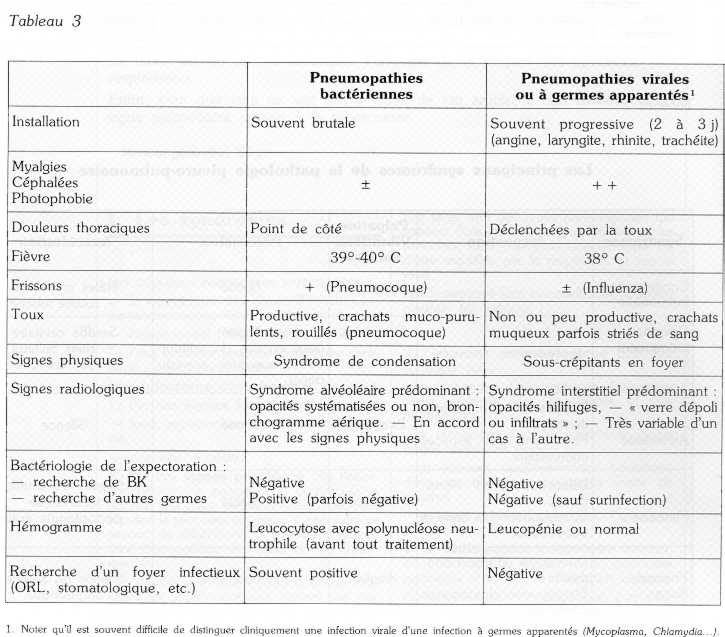 Tableau 3
Pneumopathies
bactériennes
Pneumopathies virales
ou à germes apparentés¹
Installation
Souvent brutale
Souvent progressive (2 à 3 j)
(angine, laryngite, rhinite, trachéite)
Myalgies
Céphalées
Photophobie
±
+ +
Douleurs thoraciques
Point de côté
Déclenchées par la toux
Fièvre
39°-40° C
38° C
Frissons
+ (Pneumocoque)
± (Influenza)
Toux
Productive, crachats muco-puru-
lents, rouillés (pneumocoque)
Non ou peu productive, crachats
muqueux parfois striés de sang
Signes physiques
Syndrome de condensation
Sous-crépitants en foyer
Signes radiologiques
Syndrome alvéolaire prédominant :
opacités systématisées ou non, bron-
chogramme aérique. — En accord
avec les signes physiques
Syndrome interstitiel prédominant :
opacités hilifuges, — « verre dépoli
ou infiltrats » ; — Très variable d'un
cas à l'autre.
Bactériologie de l'expectoration :
— recherche de BK
— recherche d'autres germes
Négative
Positive (parfois négative)
Négative
Négative (sauf surinfection)
Hémogramme
Leucocytose avec polynucléose neu-
trophile (avant tout traitement)
Leucopénie ou normal
Recherche d'un foyer infectieux
(ORL, stomatologique, etc.)
Souvent positive
Négative
1. Noter qu'il est souvent difficile de distinguer cliniquement une infection virale d'une infection à germes apparentés (Mycoplasma, Chlamydia...).